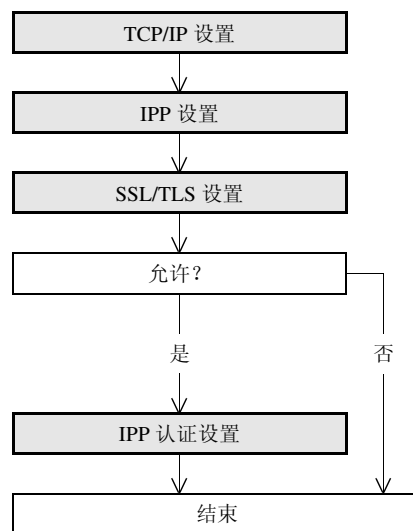 TCP/IP 设置
IPP 设置
SSL/TLS 设置
允许？
是
否
IPP 认证设置
结束